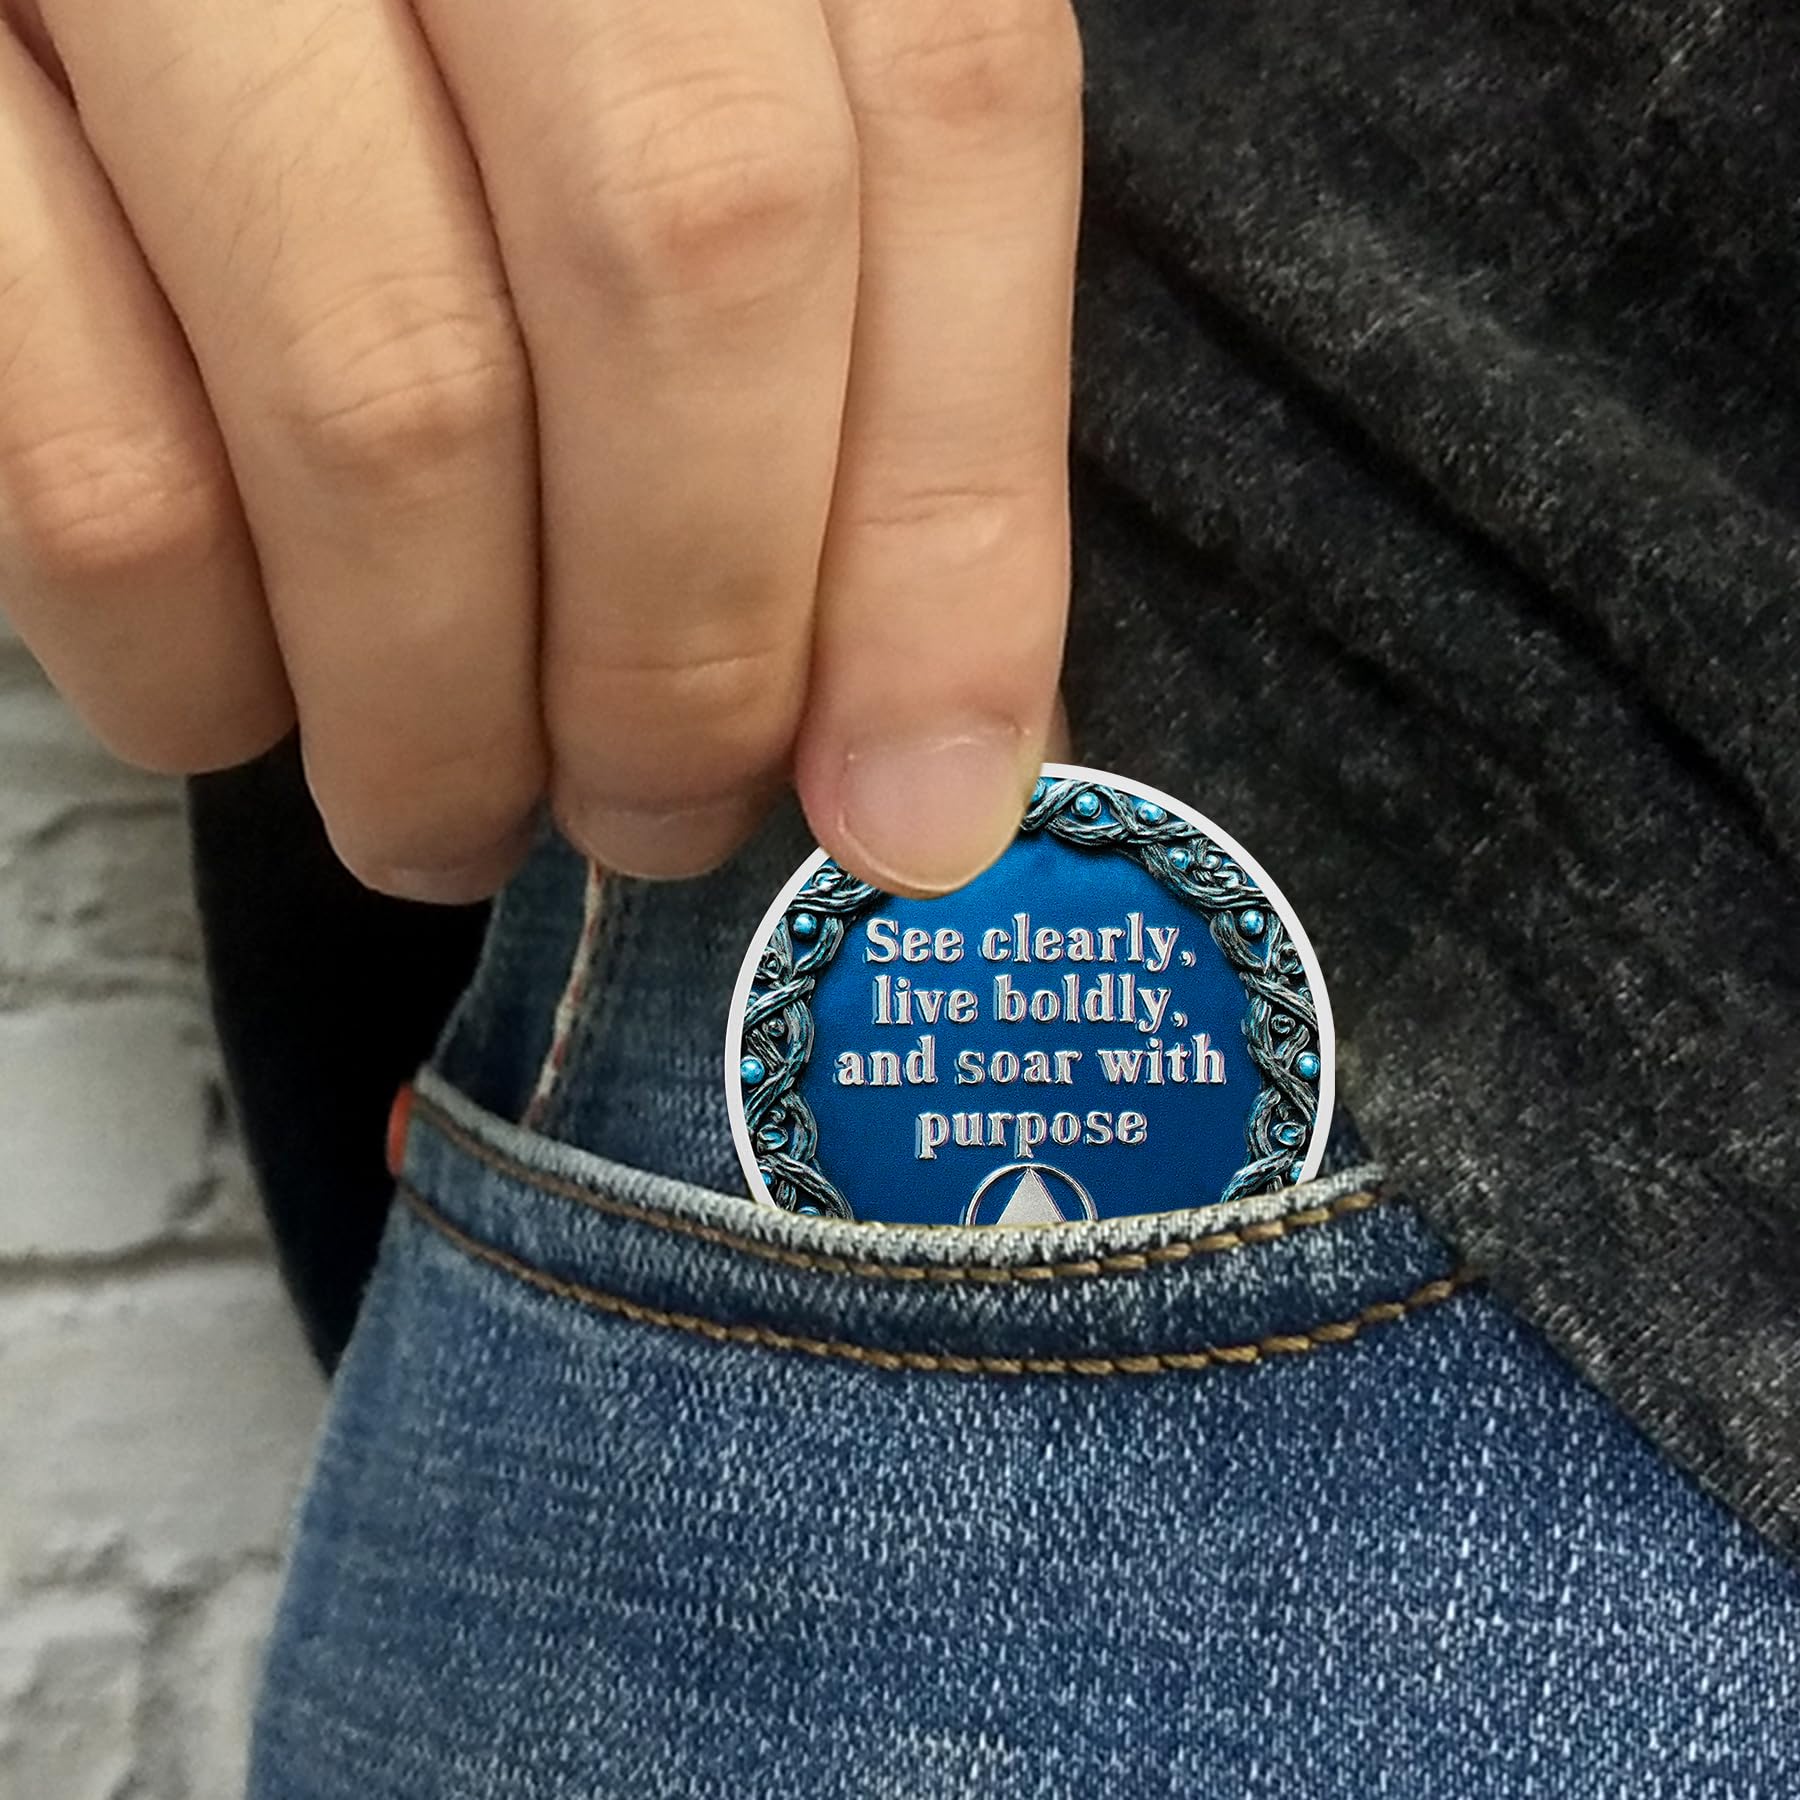 See clearly,
live boldly,
and soar with
purpose